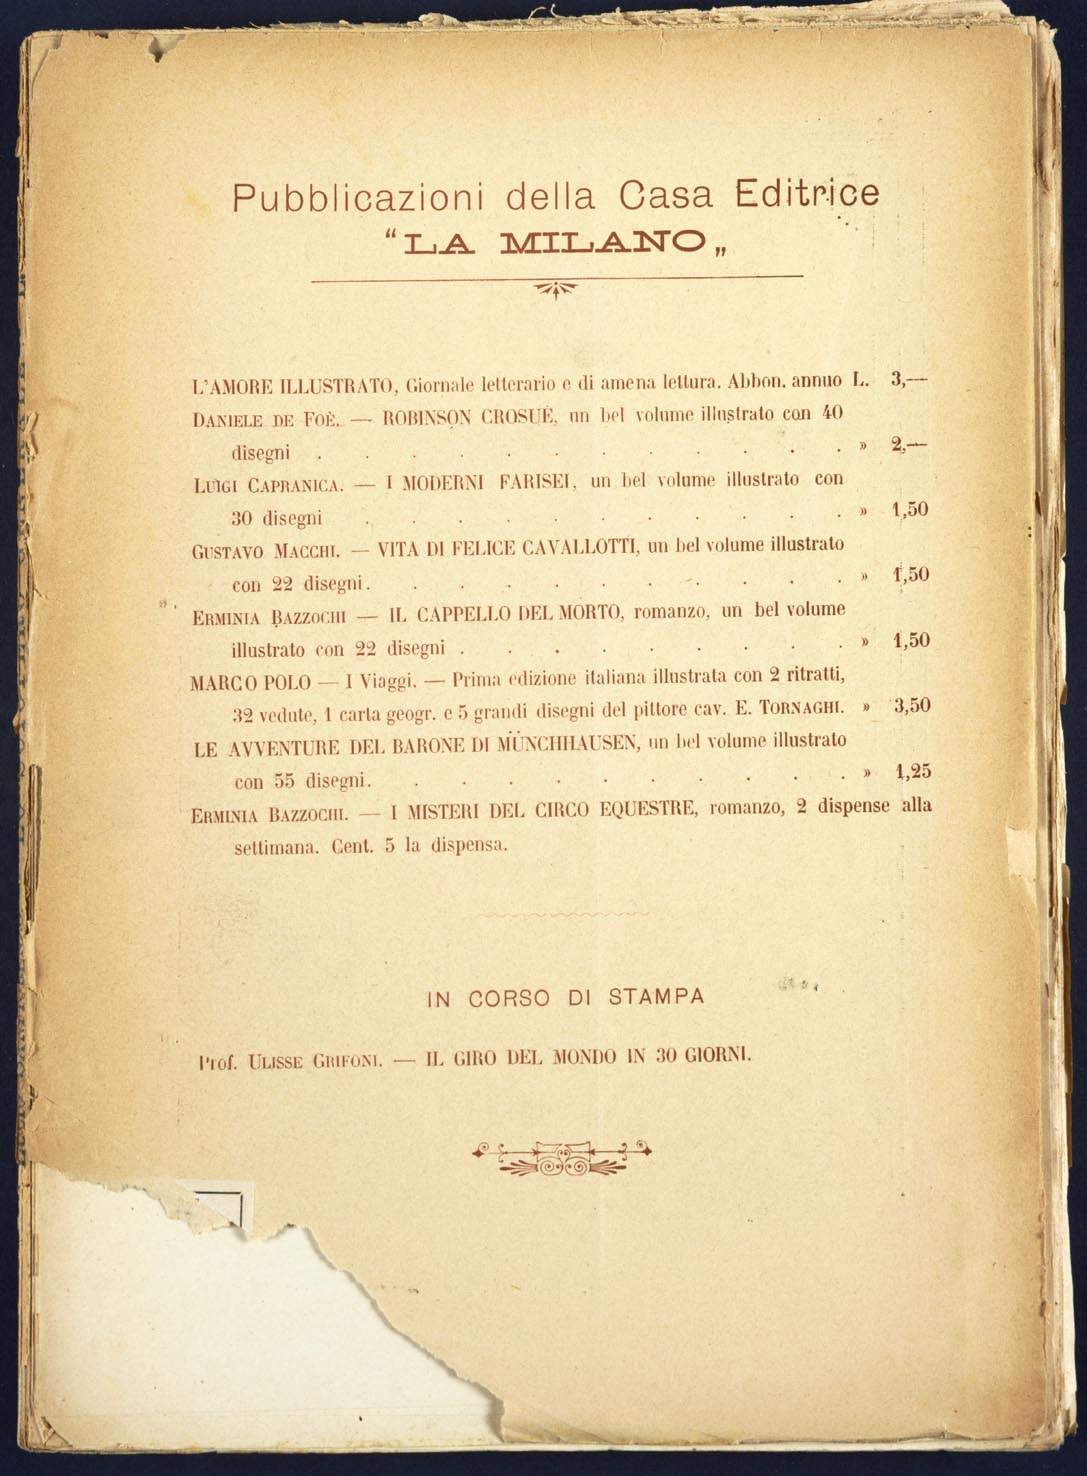 Pubblicazioni della Casa Editrice
“LA MILANO„
L'AMORE ILLUSTRATO, Giornale letterario e di amena lettura. Abbon. annuo L. 3,—
DANIELE DE FOÈ. — ROBINSON CROSUÈ, un bel volume illustrato con 40
disegni . . . . . . . . . . . . » 2,—
LUIGI CAPRANICA. — I MODERNI FARISEI, un bel volume illustrato con
30 disegni . . . . . . . . . . . » 1,50
GUSTAVO MACCHI. — VITA DI FELICE CAVALLOTTI, un bel volume illustrato
con 22 disegni. . . . . . . . . . . » 1,50
ERMINIA BAZZOCHI — IL CAPPELLO DEL MORTO, romanzo, un bel volume
illustrato con 22 disegni . . . . . . . . . » 1,50
MARCO POLO — I Viaggi. — Prima edizione italiana illustrata con 2 ritratti,
32 vedute, 1 carta geogr. e 5 grandi disegni del pittore cav. E. TORNAGHI. » 3,50
LE AVVENTURE DEL BARONE DI MÜNCHHAUSEN, un bel volume illustrato
con 55 disegni. . . . . . . . . . . » 1,25
ERMINIA BAZZOCHI. — I MISTERI DEL CIRCO EQUESTRE, romanzo, 2 dispense alla
settimana. Cent. 5 la dispensa.
IN CORSO DI STAMPA
Prof. ULISSE GRIFONI. — IL GIRO DEL MONDO IN 30 GIORNI.